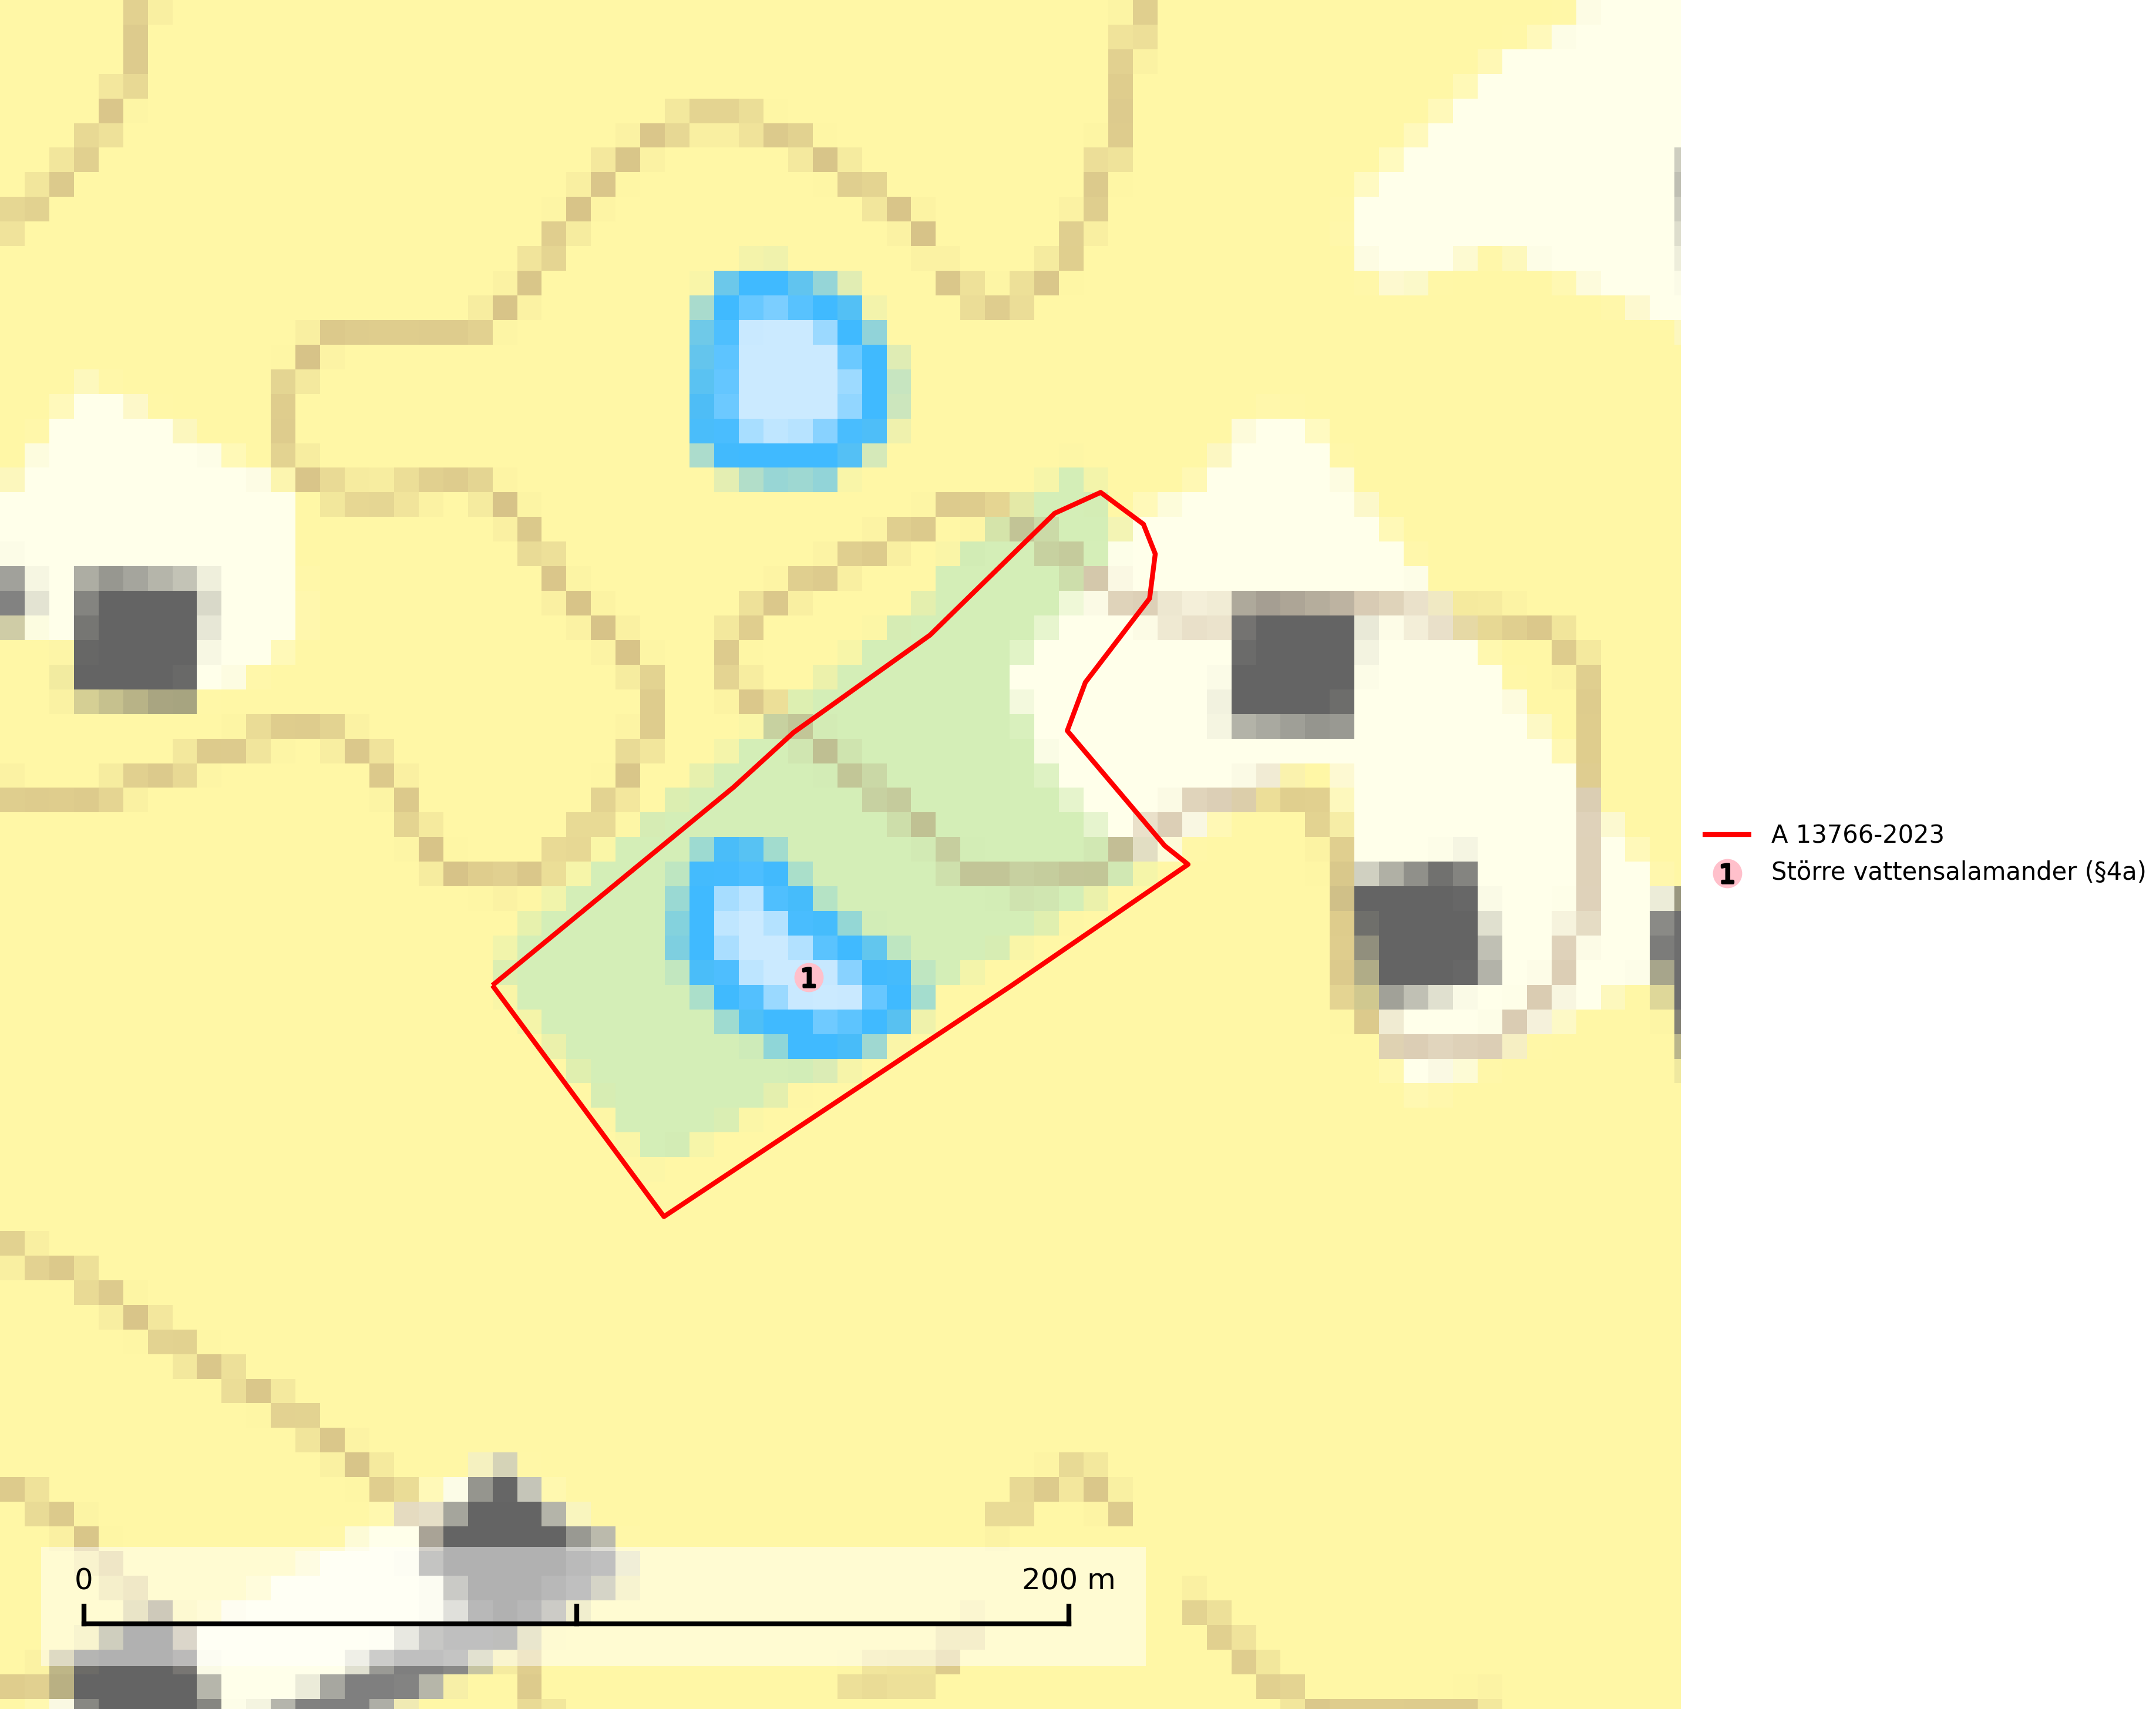 A 13766-2023
1 Större vattensalamander (§4a)
1
0 200 m